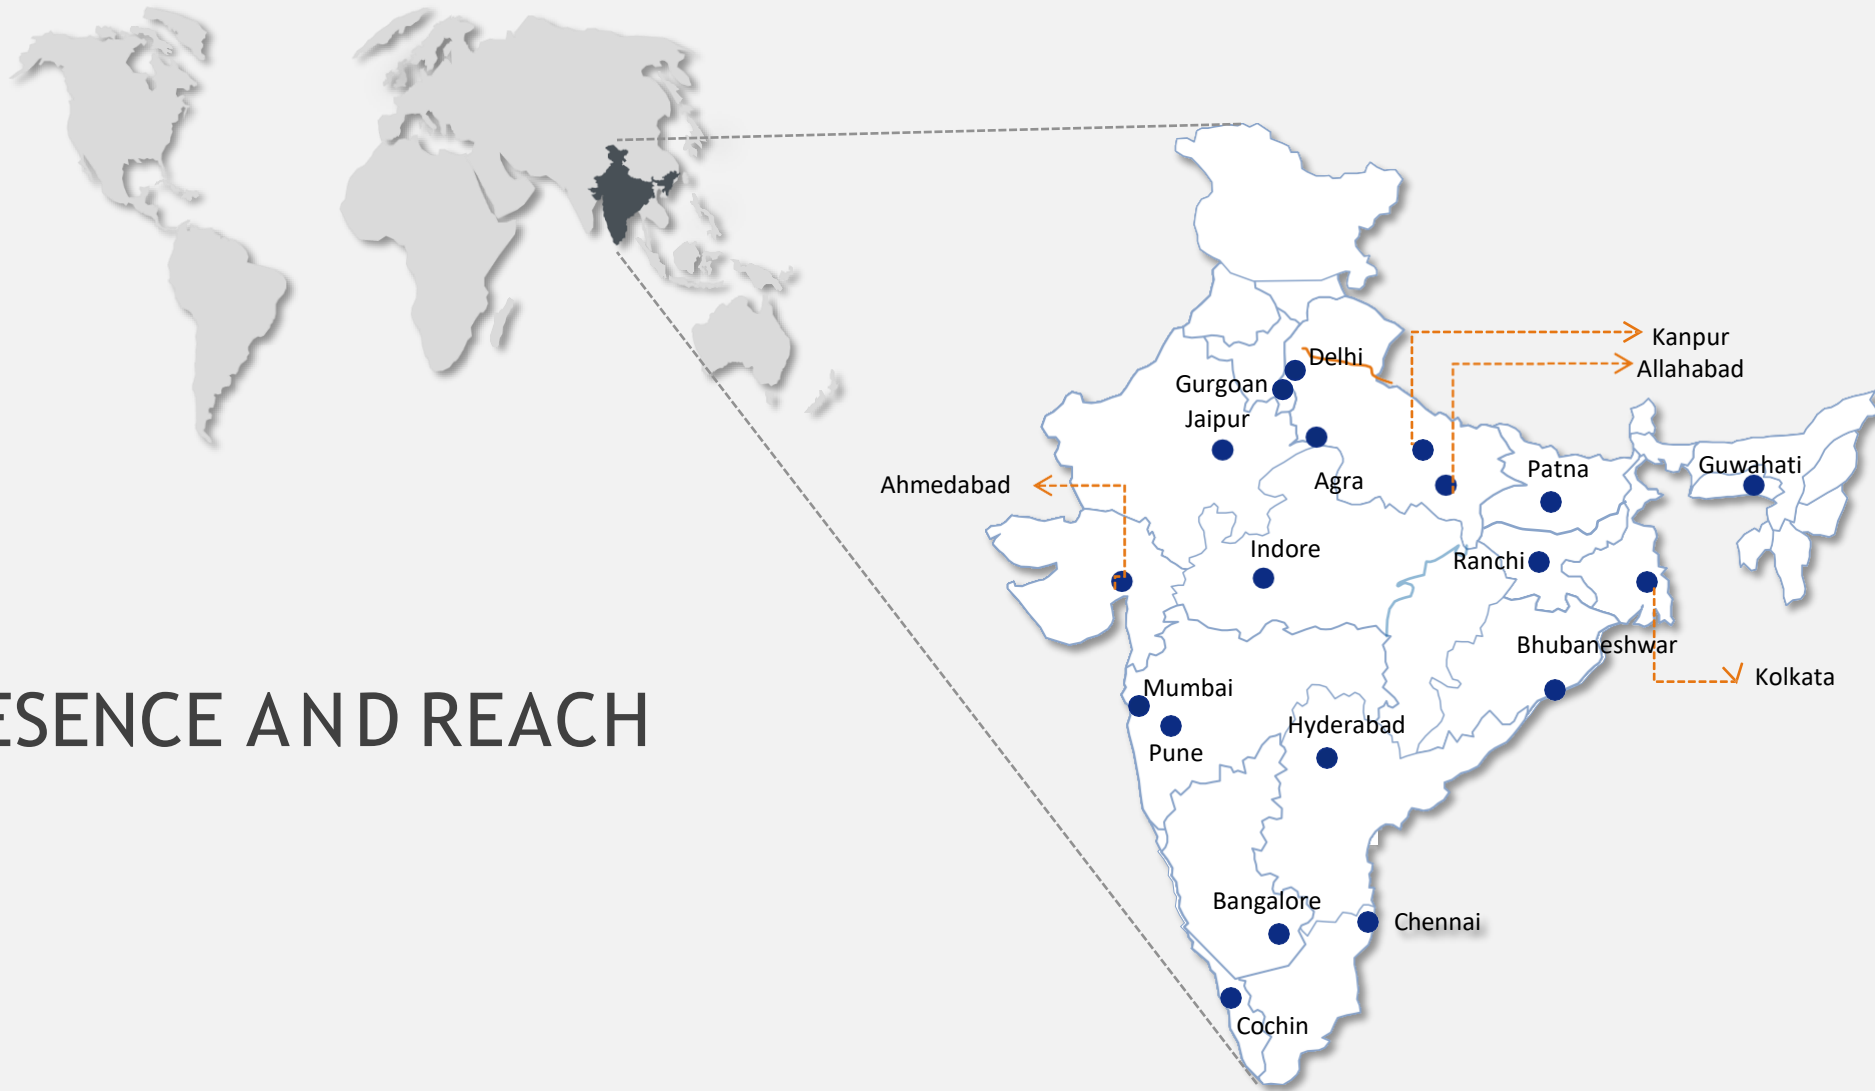 ESENCE AND REACH
Kanpur
Delhi
Allahabad
Gurgoan
Jaipur
Ahmedabad
Agra
Patna
Guwahati
Indore
Ranchi
Bhubaneshwar
Kolkata
Mumbai
Hyderabad
Pune
Bangalore
Chennai
Cochin